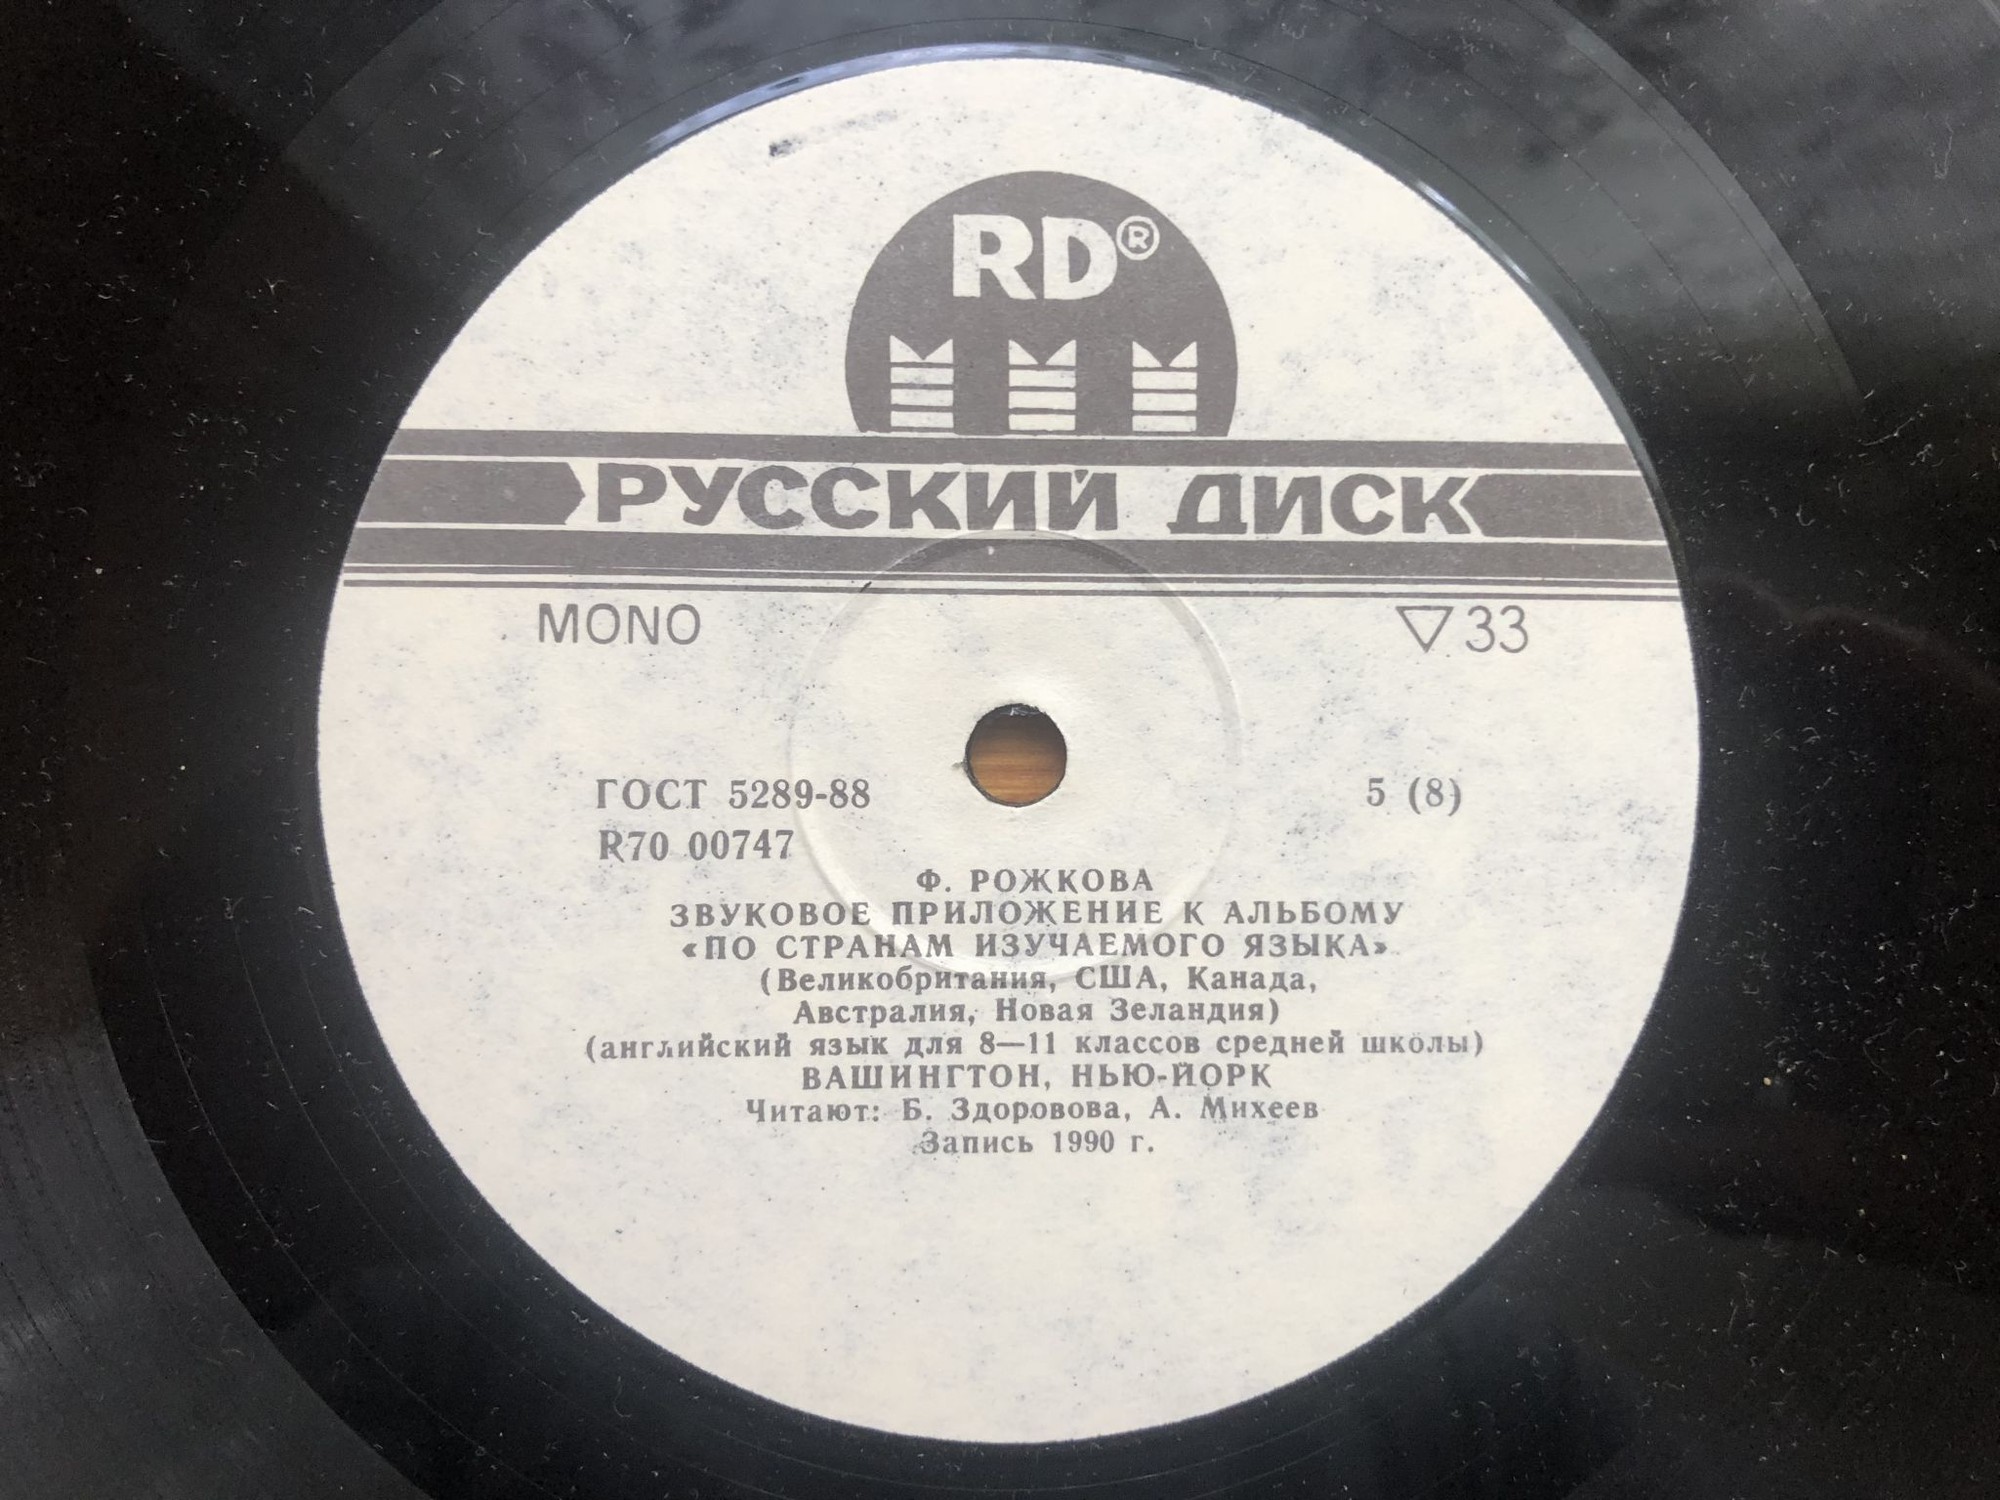 RD®
РУССКИЙ ДИСК
MONO ▽33
ГОСТ 5289-88 5 (8)
R70 00747
Ф. РОЖКОВА
ЗВУКОВОЕ ПРИЛОЖЕНИЕ К АЛЬБОМУ
«ПО СТРАНАМ ИЗУЧАЕМОГО ЯЗЫКА»
(Великобритания, США, Канада,
Австралия, Новая Зеландия)
(английский язык для 8—11 классов средней школы)
ВАШИНГТОН, НЬЮ-ЙОРК
Читают: Б. Здоровова, А. Михеев
Запись 1990 г.